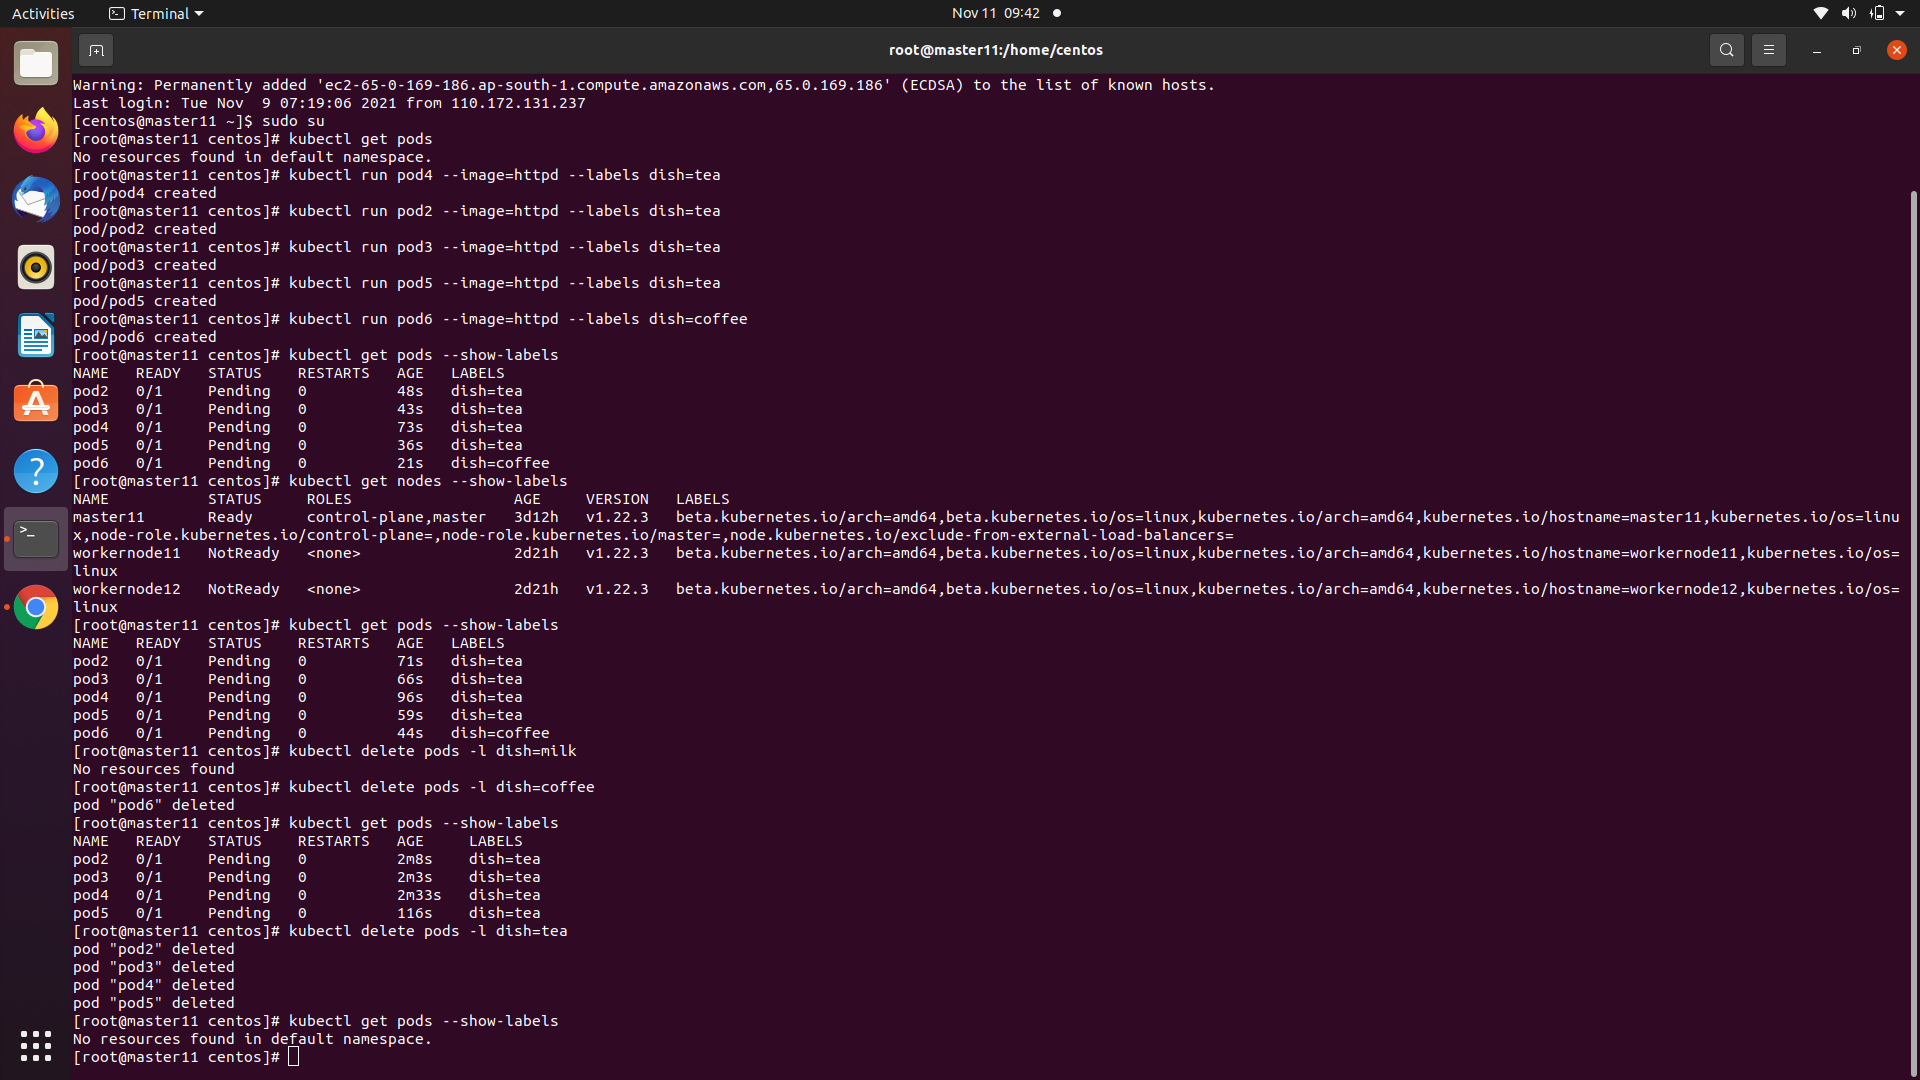 Activities Terminal Nov 11 09:42
root@master11:/home/centos
Warning: Permanently added 'ec2-65-0-169-186.ap-south-1.compute.amazonaws.com,65.0.169.186' (ECDSA) to the list of known hosts.
Last login: Tue Nov  9 07:19:06 2021 from 110.172.131.237
[centos@master11 ~]$ sudo su
[root@master11 centos]# kubectl get pods
No resources found in default namespace.
[root@master11 centos]# kubectl run pod4 --image=httpd --labels dish=tea
pod/pod4 created
[root@master11 centos]# kubectl run pod2 --image=httpd --labels dish=tea
pod/pod2 created
[root@master11 centos]# kubectl run pod3 --image=httpd --labels dish=tea
pod/pod3 created
[root@master11 centos]# kubectl run pod5 --image=httpd --labels dish=tea
pod/pod5 created
[root@master11 centos]# kubectl run pod6 --image=httpd --labels dish=coffee
pod/pod6 created
[root@master11 centos]# kubectl get pods --show-labels
NAME   READY   STATUS    RESTARTS   AGE   LABELS
pod2   0/1     Pending   0          48s   dish=tea
pod3   0/1     Pending   0          43s   dish=tea
pod4   0/1     Pending   0          73s   dish=tea
pod5   0/1     Pending   0          36s   dish=tea
pod6   0/1     Pending   0          21s   dish=coffee
[root@master11 centos]# kubectl get nodes --show-labels
NAME           STATUS     ROLES                  AGE     VERSION   LABELS
master11       Ready      control-plane,master   3d12h   v1.22.3   beta.kubernetes.io/arch=amd64,beta.kubernetes.io/os=linux,kubernetes.io/arch=amd64,kubernetes.io/hostname=master11,kubernetes.io/os=linu
x,node-role.kubernetes.io/control-plane=,node-role.kubernetes.io/master=,node.kubernetes.io/exclude-from-external-load-balancers=
workernode11   NotReady   <none>                 2d21h   v1.22.3   beta.kubernetes.io/arch=amd64,beta.kubernetes.io/os=linux,kubernetes.io/arch=amd64,kubernetes.io/hostname=workernode11,kubernetes.io/os=
linux
workernode12   NotReady   <none>                 2d21h   v1.22.3   beta.kubernetes.io/arch=amd64,beta.kubernetes.io/os=linux,kubernetes.io/arch=amd64,kubernetes.io/hostname=workernode12,kubernetes.io/os=
linux
[root@master11 centos]# kubectl get pods --show-labels
NAME   READY   STATUS    RESTARTS   AGE   LABELS
pod2   0/1     Pending   0          71s   dish=tea
pod3   0/1     Pending   0          66s   dish=tea
pod4   0/1     Pending   0          96s   dish=tea
pod5   0/1     Pending   0          59s   dish=tea
pod6   0/1     Pending   0          44s   dish=coffee
[root@master11 centos]# kubectl delete pods -l dish=milk
No resources found
[root@master11 centos]# kubectl delete pods -l dish=coffee
pod "pod6" deleted
[root@master11 centos]# kubectl get pods --show-labels
NAME   READY   STATUS    RESTARTS   AGE     LABELS
pod2   0/1     Pending   0          2m8s    dish=tea
pod3   0/1     Pending   0          2m3s    dish=tea
pod4   0/1     Pending   0          2m33s   dish=tea
pod5   0/1     Pending   0          116s    dish=tea
[root@master11 centos]# kubectl delete pods -l dish=tea
pod "pod2" deleted
pod "pod3" deleted
pod "pod4" deleted
pod "pod5" deleted
[root@master11 centos]# kubectl get pods --show-labels
No resources found in default namespace.
[root@master11 centos]#